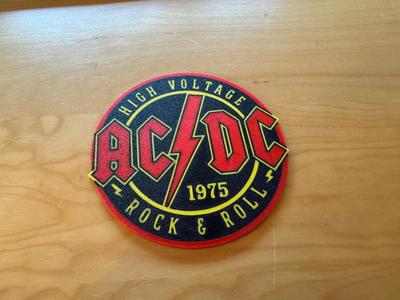 HIGH VOLTAGE
AC/DC
1975
ROCK & ROLL